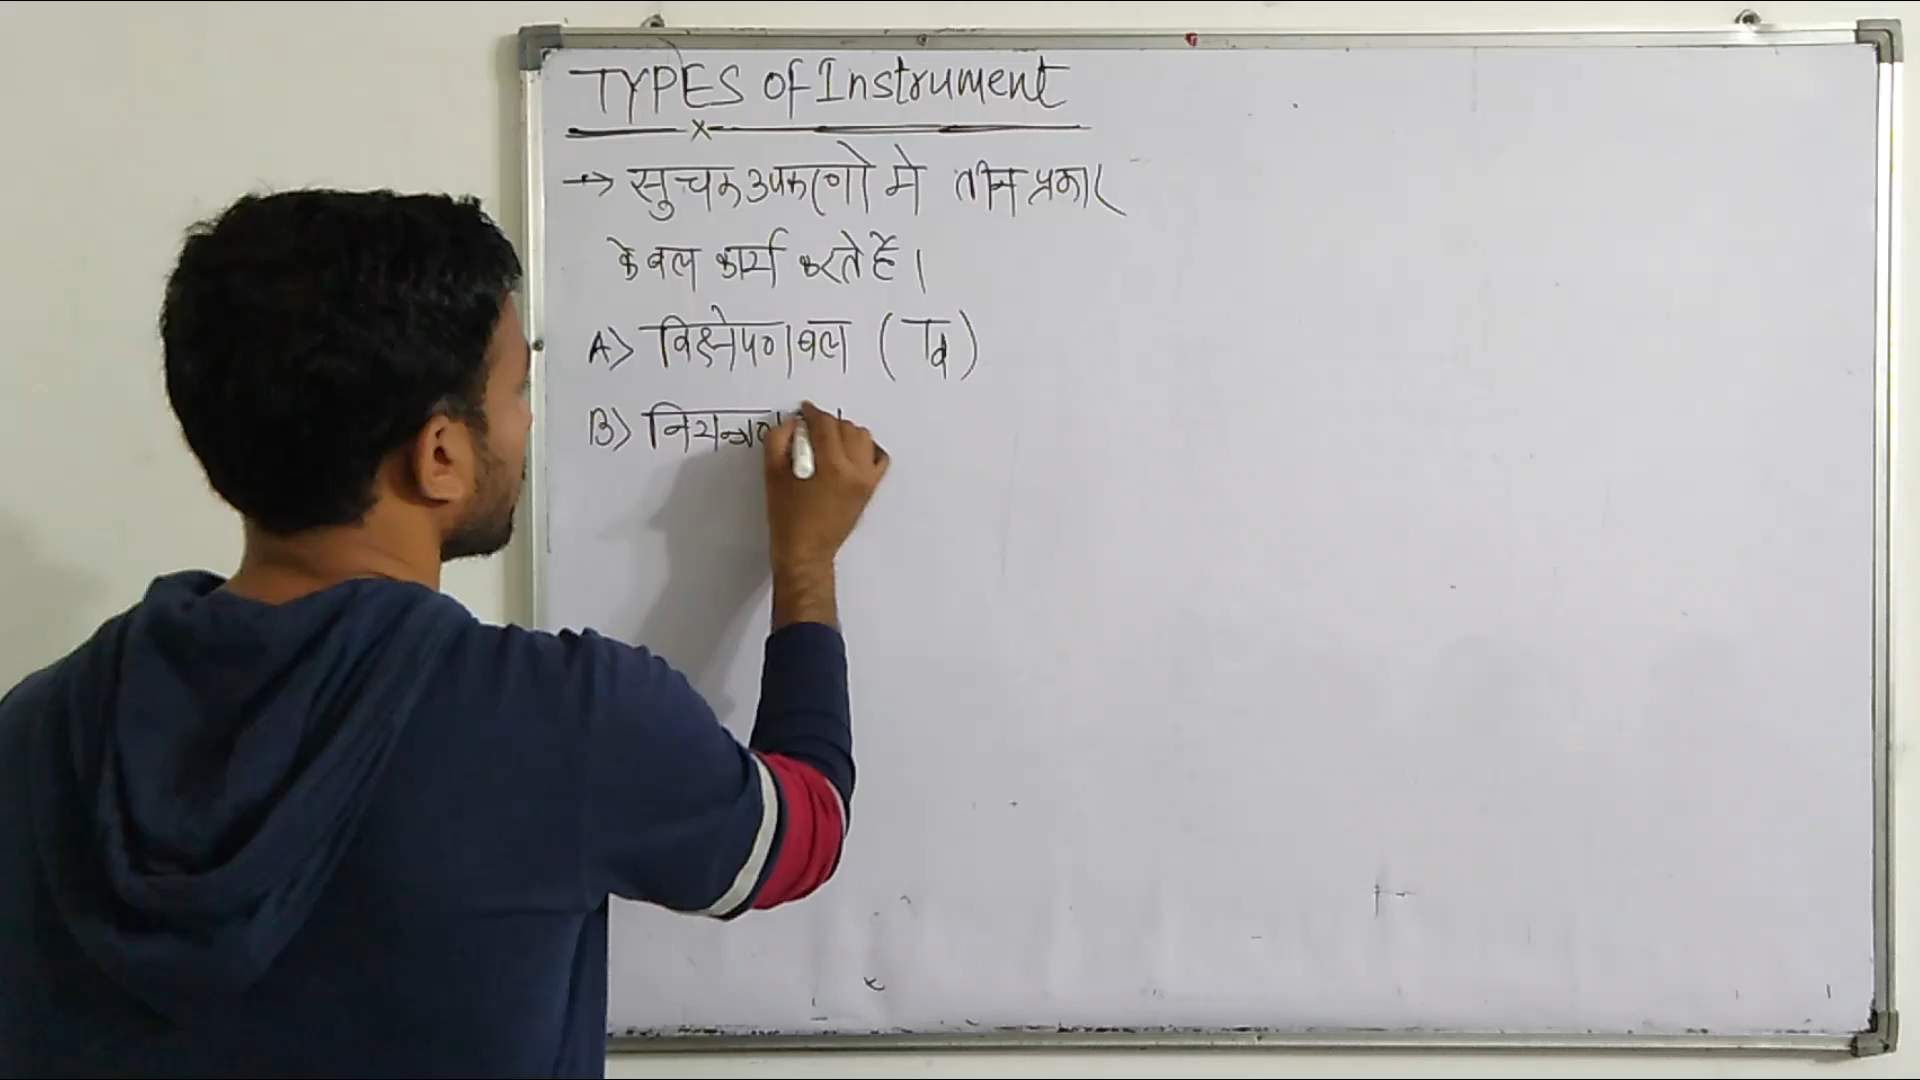 TYPES of Instrument
→ सुचक उपकरणो मे तीन प्रकार
के बल कार्य करते है।
A> विक्षेपण बल (Td)
B> नियन्त्रण